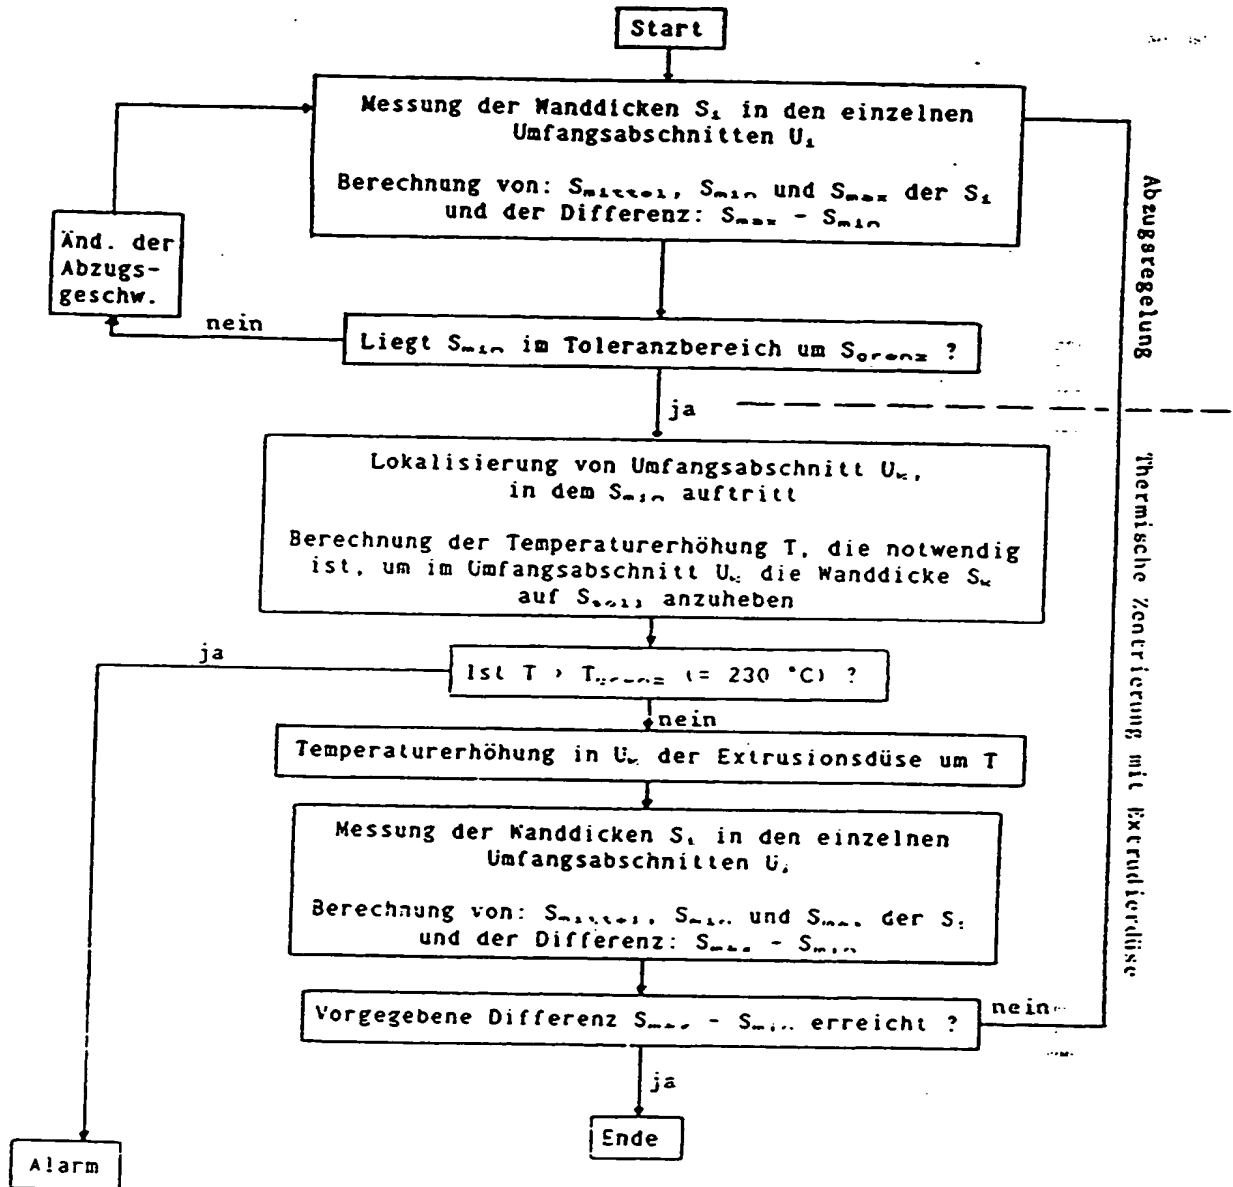 Start
Messung der Wanddicken S₁ in den einzelnen
Umfangsabschnitten U₁
Berechnung von: Smittel, Smin und Smax der S₁
und der Differenz: Smax - Smin
Änd. der
Abzugs-
geschw.
nein
Liegt Smin im Toleranzbereich um SGrenz ?
ja
Abzugsregelung
Lokalisierung von Umfangsabschnitt Uk,
in dem Smin auftritt
Berechnung der Temperaturerhöhung T, die notwendig
ist, um im Umfangsabschnitt Uk die Wanddicke Sk
auf Ssoll anzuheben
ja
Ist T > TGrenz (= 230 °C) ?
nein
Temperaturerhöhung in Uk der Extrusionsdüse um T
Messung der Wanddicken Si in den einzelnen
Umfangsabschnitten Ui
Berechnung von: Smittel, Smin und Smax der Si
und der Differenz: Smax - Smin
Vorgegebene Differenz Smax - Smin erreicht ?
nein
ja
Ende
Alarm
Thermische Zentrierung mit Extrudierdüse